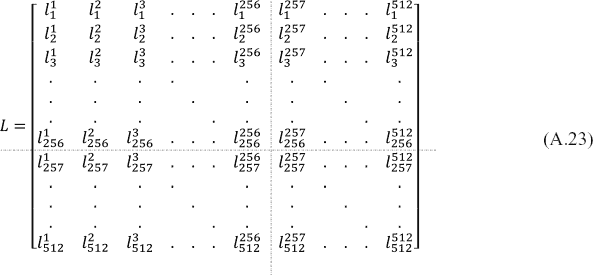 l_1^1 l_1^2 l_1^3 . . . l_1^256 l_1^257 . . . l_1^512
l_2^1 l_2^2 l_2^3 . . . l_2^256 l_2^257 . . . l_2^512
l_3^1 l_3^2 l_3^3 . . . l_3^256 l_3^257 . . . l_3^512
. . . . . . . .
. . . . . . . .
L = . . . . . . . .
l_256^1 l_256^2 l_256^3 . . . l_256^256 l_256^257 . . . l_256^512 (A.23)
l_257^1 l_257^2 l_257^3 . . . l_257^256 l_257^257 . . . l_257^512
. . . . . . . .
. . . . . . . .
. . . . . . . .
l_512^1 l_512^2 l_512^3 . . . l_512^256 l_512^257 . . . l_512^512